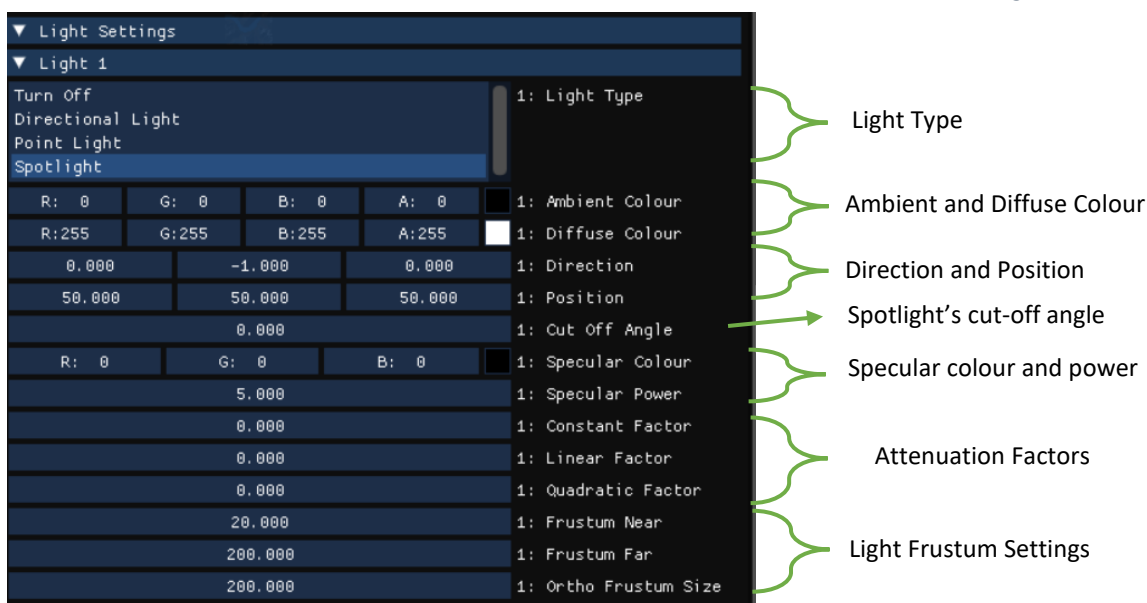 ▼ Light Settings
▼ Light 1
Turn Off
Directional Light
Point Light
Spotlight
1: Light Type
Light Type
R: 0 G: 0 B: 0 A: 0 1: Ambient Colour
R:255 G:255 B:255 A:255 1: Diffuse Colour
Ambient and Diffuse Colour
0.000 -1.000 0.000 1: Direction
50.000 50.000 50.000 1: Position
Direction and Position
0.000 1: Cut Off Angle
Spotlight’s cut-off angle
R: 0 G: 0 B: 0 1: Specular Colour
5.000 1: Specular Power
Specular colour and power
0.000 1: Constant Factor
0.000 1: Linear Factor
0.000 1: Quadratic Factor
Attenuation Factors
20.000 1: Frustum Near
200.000 1: Frustum Far
200.000 1: Ortho Frustum Size
Light Frustum Settings